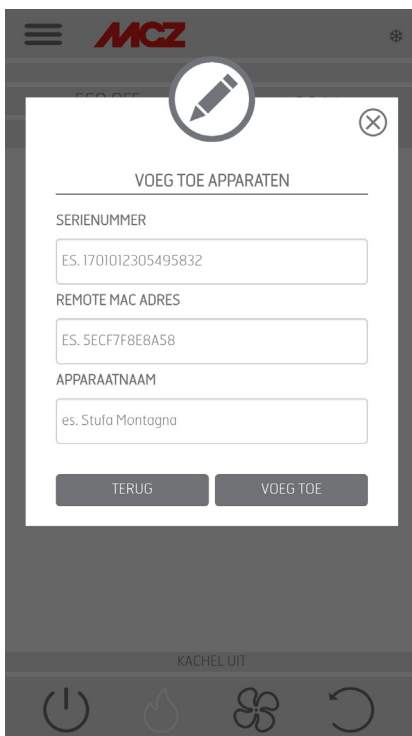 MCZ
VOEG TOE APPARATEN
SERIENUMMER
ES. 1701012305495832
REMOTE MAC ADRES
ES. 5ECF7F8E8A58
APPARAATNAAM
es. Stufa Montagna
TERUG VOEG TOE
KACHEL UIT